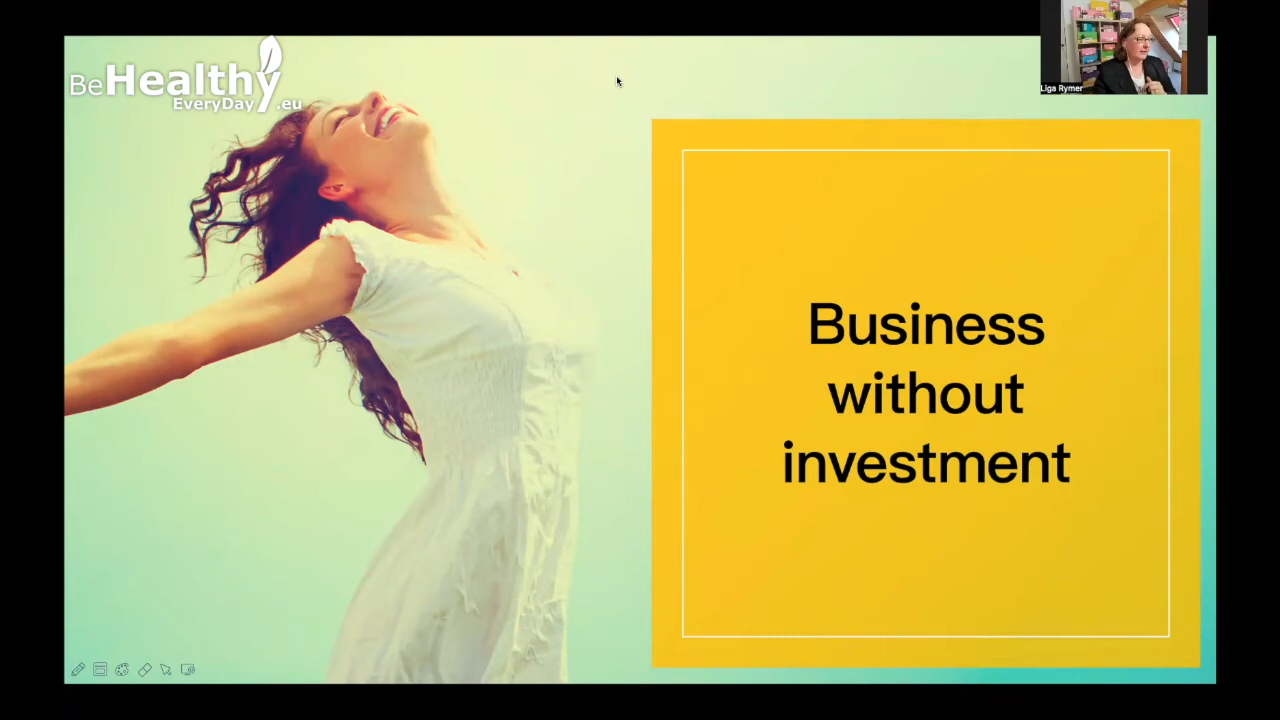 BeHealthy
EveryDay.eu
Liga Rymer
Business
without
investment